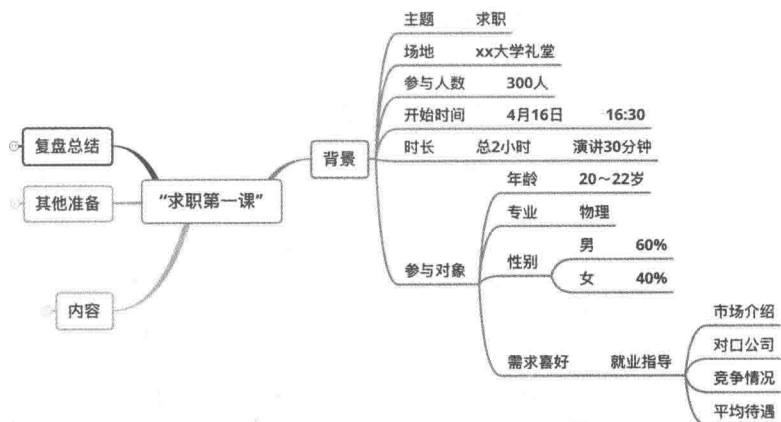 主题 求职
场地 xx大学礼堂
参与人数 300人
开始时间 4月16日 16:30
时长 总2小时 演讲30分钟
背景
复盘总结
其他准备
“求职第一课”
内容
参与对象
年龄 20～22岁
专业 物理
性别
男 60%
女 40%
需求喜好 就业指导
市场介绍
对口公司
竞争情况
平均待遇